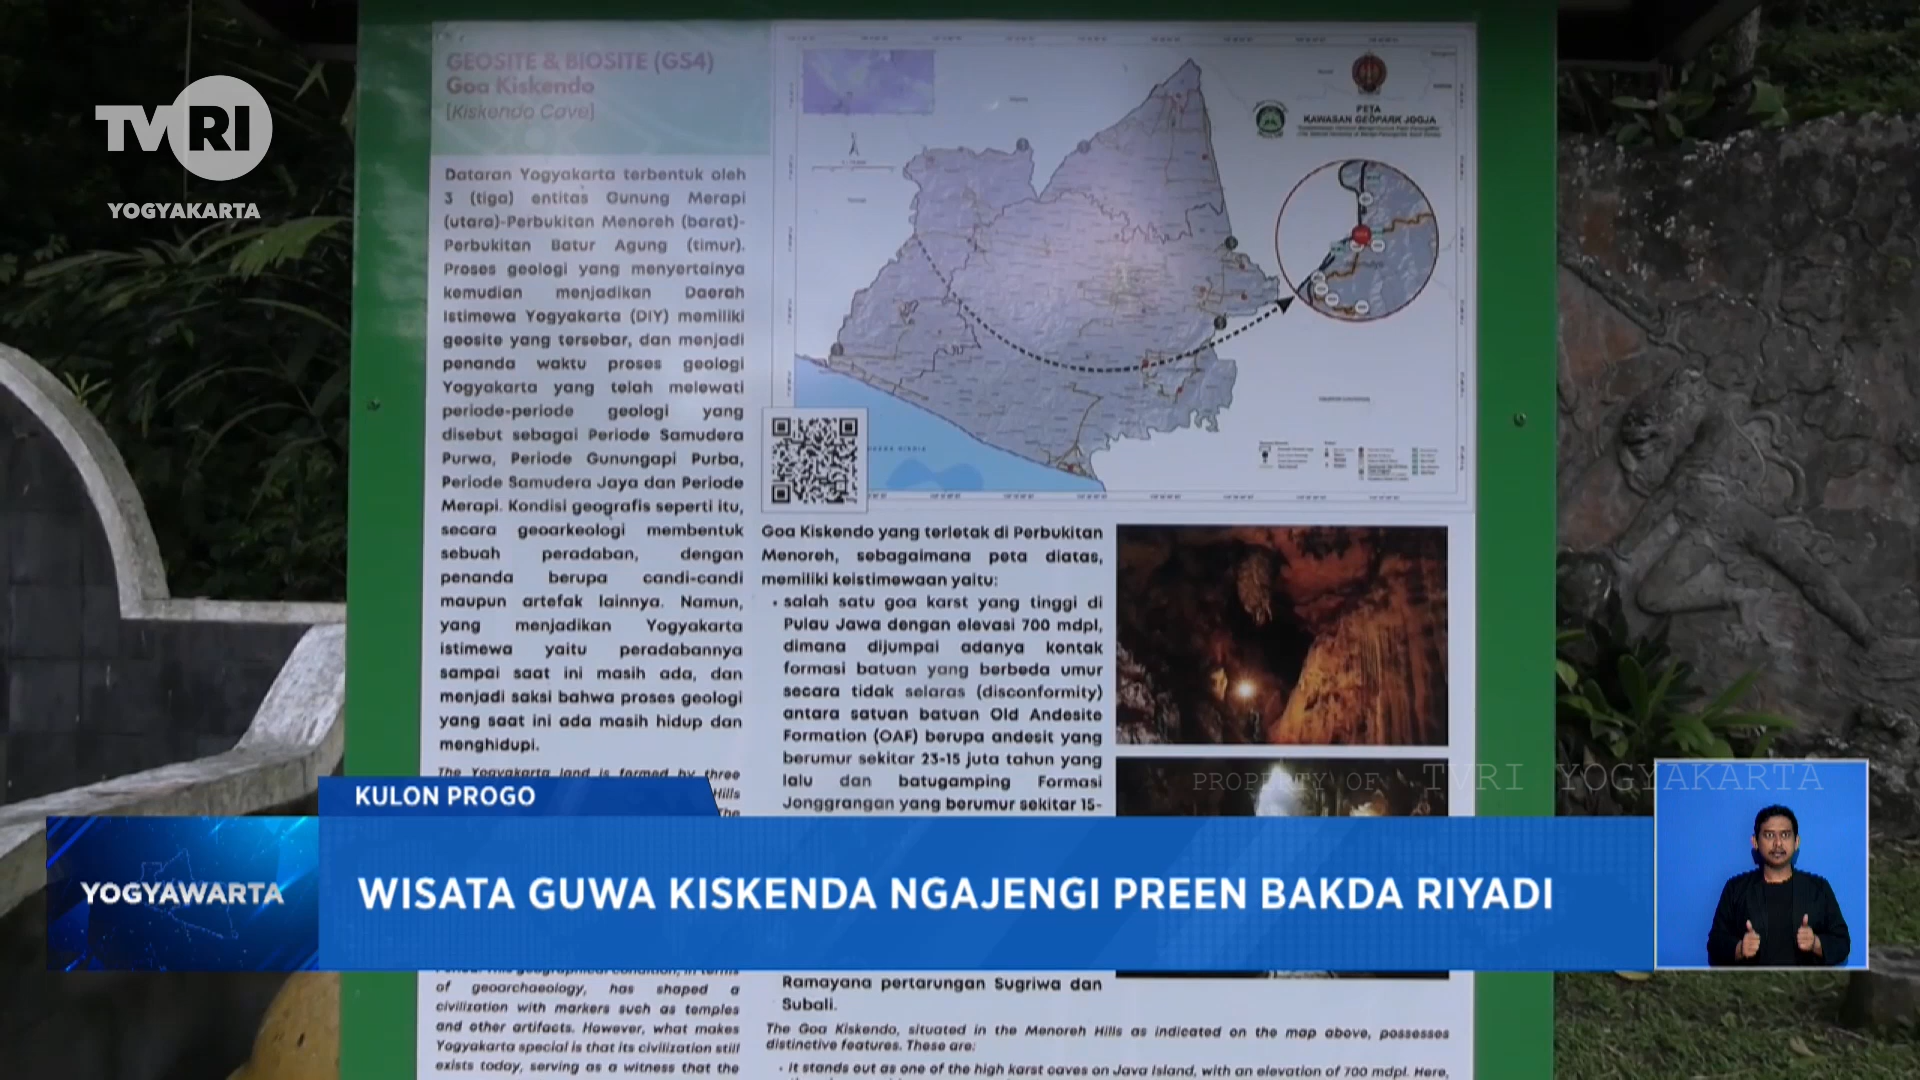 TVRI
YOGYAKARTA
GEOSITE & BIOSITE (GS4)
Goa Kiskendo
[Kiskendo Cave]
Dataran Yogyakarta terbentuk oleh
3 (tiga) entitas Gunung Merapi
(utara)-Perbukitan Menoreh (barat)-
Perbukitan Batur Agung (timur).
Proses geologi yang menyertainya
kemudian menjadikan Daerah
Istimewa Yogyakarta (DIY) memiliki
geosite yang tersebar, dan menjadi
penanda waktu proses geologi
Yogyakarta yang telah melewati
periode-periode geologi yang
disebut sebagai Periode Samudera
Purwa, Periode Gunungapi Purba,
Periode Samudera Jaya dan Periode
Merapi. Kondisi geografis seperti itu,
secara geoarkeologi membentuk
sebuah peradaban, dengan
penanda berupa candi-candi
maupun artefak lainnya. Namun,
yang menjadikan Yogyakarta
istimewa yaitu peradabannya
sampai saat ini masih ada, dan
menjadi saksi bahwa proses geologi
yang saat ini ada masih hidup dan
menghidupi.
The Yogyakarta land is formed by three
Hills
The
of geoarchaeology, has shaped a
civilization with markers such as temples
and other artifacts. However, what makes
Yogyakarta special is that its civilization still
exists today, serving as a witness that the
PETA
KAWASAN GEOPARK JOGJA
Goa Kiskendo yang terletak di Perbukitan
Menoreh, sebagaimana peta diatas,
memiliki keistimewaan yaitu:
• salah satu goa karst yang tinggi di
Pulau Jawa dengan elevasi 700 mdpl,
dimana dijumpai adanya kontak
formasi batuan yang berbeda umur
secara tidak selaras (disconformity)
antara satuan batuan Old Andesite
Formation (OAF) berupa andesit yang
berumur sekitar 23-15 juta tahun yang
lalu dan batugamping Formasi
Jonggrangan yang berumur sekitar 15-
Ramayana pertarungan Sugriwa dan
Subali.
The Goa Kiskendo, situated in the Menoreh Hills as indicated on the map above, possesses
distinctive features. These are:
• It stands out as one of the high karst caves on Java Island, with an elevation of 700 mdpl. Here,
PROPERTY OF TVRI YOGYAKARTA
KULON PROGO
YOGYAWARTA
WISATA GUWA KISKENDA NGAJENGI PREEN BAKDA RIYADI